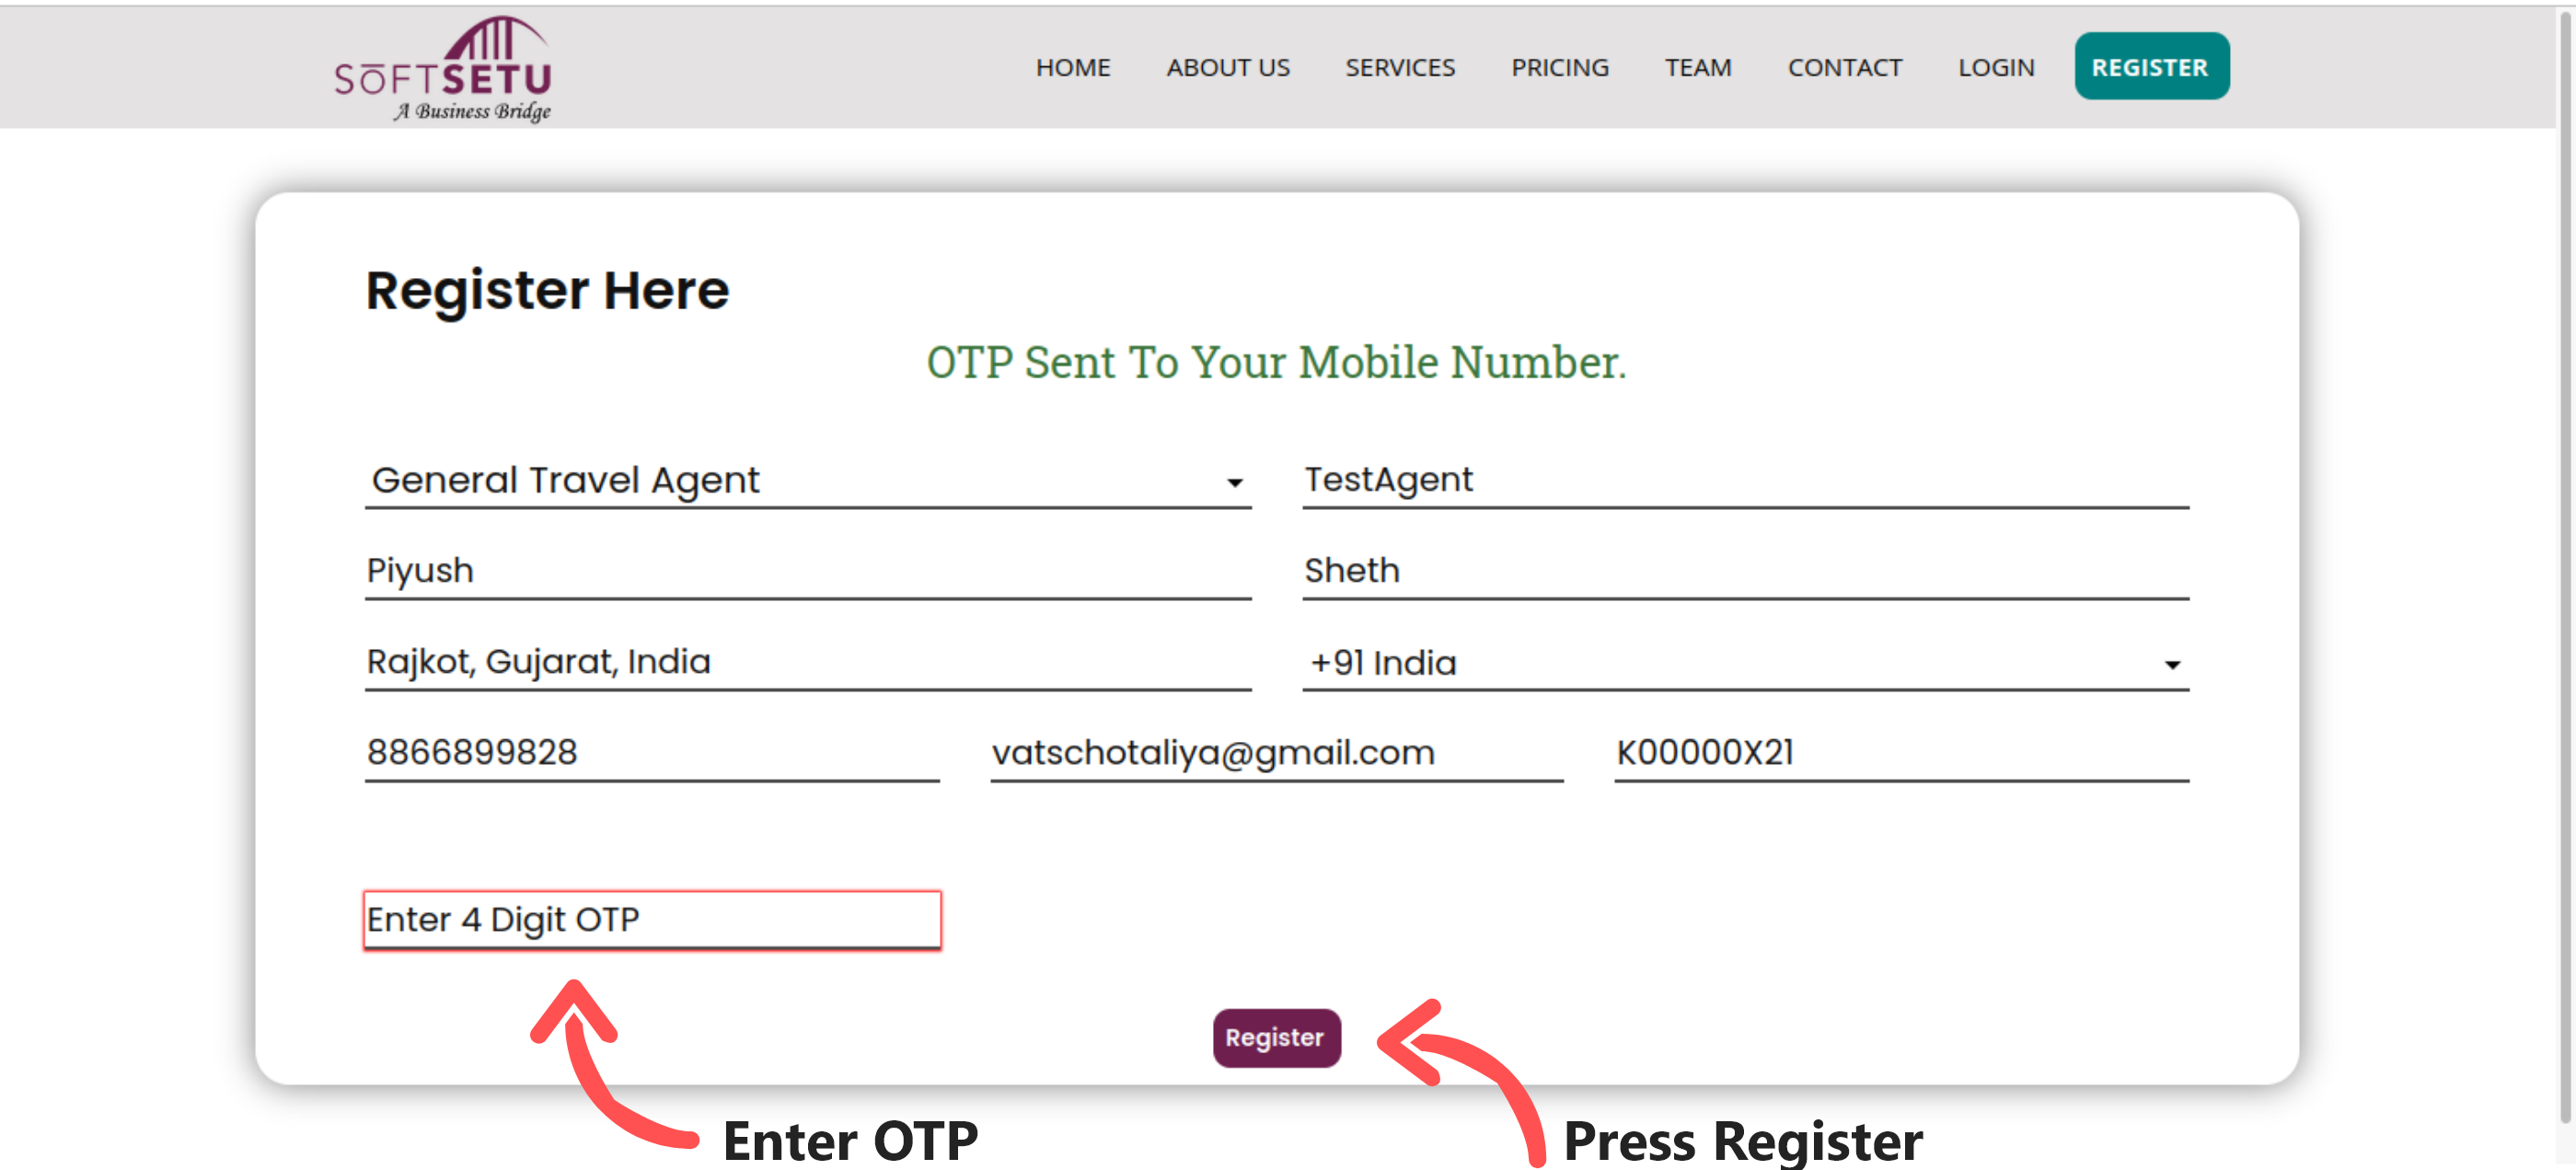 SŌFTSETU
A Business Bridge
HOME ABOUT US SERVICES PRICING TEAM CONTACT LOGIN REGISTER
Register Here
OTP Sent To Your Mobile Number.
General Travel Agent TestAgent
Piyush Sheth
Rajkot, Gujarat, India +91 India
8866899828 vatschotaliya@gmail.com K00000X21
Enter 4 Digit OTP
Register
Enter OTP Press Register